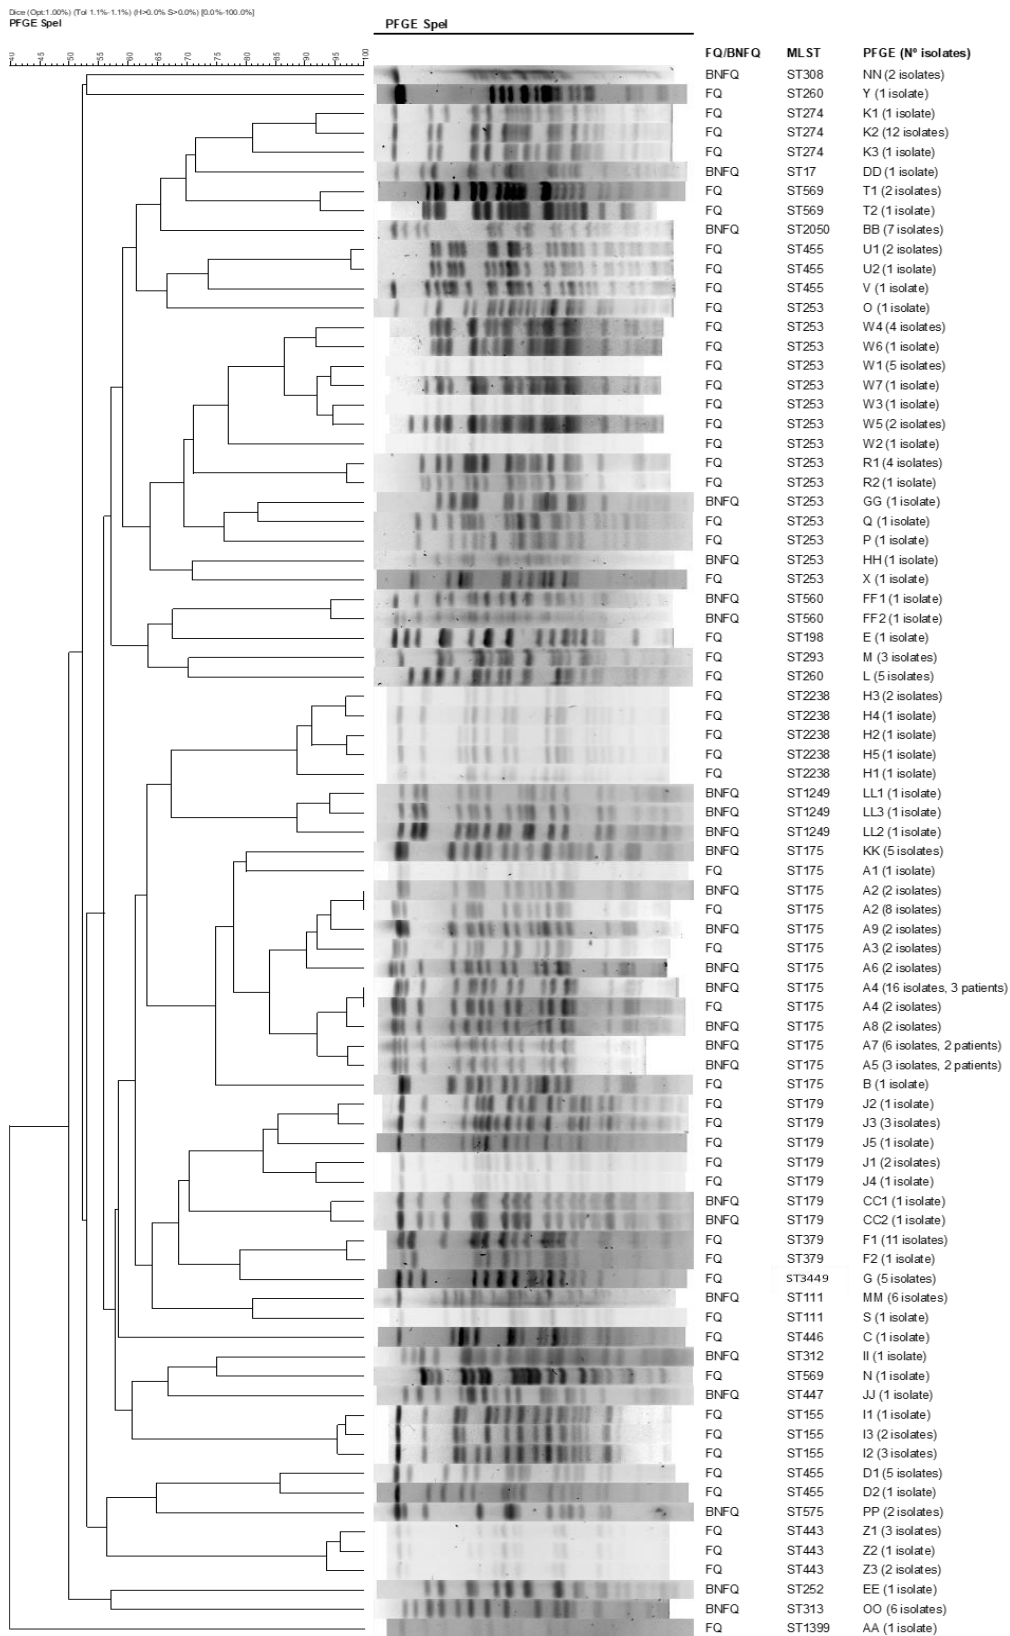 Dice (Opt:1.00%) (Tol 1.1%-1.1%) (H>0.0% S>0.0%) [0.0%-100.0%]
PFGE SpeI
PFGE SpeI
40 45 50 55 60 65 70 75 80 85 90 95 100
FQ/BNFQ MLST PFGE (Nº isolates)
BNFQ ST308 NN (2 isolates)
FQ ST260 Y (1 isolate)
FQ ST274 K1 (1 isolate)
FQ ST274 K2 (12 isolates)
FQ ST274 K3 (1 isolate)
BNFQ ST17 DD (1 isolate)
FQ ST569 T1 (2 isolates)
FQ ST569 T2 (1 isolate)
BNFQ ST2050 BB (7 isolates)
FQ ST455 U1 (2 isolates)
FQ ST455 U2 (1 isolate)
FQ ST455 V (1 isolate)
FQ ST253 O (1 isolate)
FQ ST253 W4 (4 isolates)
FQ ST253 W6 (1 isolate)
FQ ST253 W1 (5 isolates)
FQ ST253 W7 (1 isolate)
FQ ST253 W3 (1 isolate)
FQ ST253 W5 (2 isolates)
FQ ST253 W2 (1 isolate)
FQ ST253 R1 (4 isolates)
FQ ST253 R2 (1 isolate)
BNFQ ST253 GG (1 isolate)
FQ ST253 Q (1 isolate)
FQ ST253 P (1 isolate)
BNFQ ST253 HH (1 isolate)
FQ ST253 X (1 isolate)
BNFQ ST560 FF1 (1 isolate)
BNFQ ST560 FF2 (1 isolate)
FQ ST198 E (1 isolate)
FQ ST293 M (3 isolates)
FQ ST260 L (5 isolates)
FQ ST2238 H3 (2 isolates)
FQ ST2238 H4 (1 isolate)
FQ ST2238 H2 (1 isolate)
FQ ST2238 H5 (1 isolate)
FQ ST2238 H1 (1 isolate)
BNFQ ST1249 LL1 (1 isolate)
BNFQ ST1249 LL3 (1 isolate)
BNFQ ST1249 LL2 (1 isolate)
BNFQ ST175 KK (5 isolates)
FQ ST175 A1 (1 isolate)
BNFQ ST175 A2 (2 isolates)
FQ ST175 A2 (8 isolates)
BNFQ ST175 A9 (2 isolates)
FQ ST175 A3 (2 isolates)
BNFQ ST175 A6 (2 isolates)
BNFQ ST175 A4 (16 isolates, 3 patients)
FQ ST175 A4 (2 isolates)
BNFQ ST175 A8 (2 isolates)
BNFQ ST175 A7 (6 isolates, 2 patients)
BNFQ ST175 A5 (3 isolates, 2 patients)
FQ ST175 B (1 isolate)
FQ ST179 J2 (1 isolate)
FQ ST179 J3 (3 isolates)
FQ ST179 J5 (1 isolate)
FQ ST179 J1 (2 isolates)
FQ ST179 J4 (1 isolate)
BNFQ ST179 CC1 (1 isolate)
BNFQ ST179 CC2 (1 isolate)
FQ ST379 F1 (11 isolates)
FQ ST379 F2 (1 isolate)
FQ ST3449 G (5 isolates)
BNFQ ST111 MM (6 isolates)
FQ ST111 S (1 isolate)
FQ ST446 C (1 isolate)
BNFQ ST312 II (1 isolate)
FQ ST569 N (1 isolate)
BNFQ ST447 JJ (1 isolate)
FQ ST155 I1 (1 isolate)
FQ ST155 I3 (2 isolates)
FQ ST155 I2 (3 isolates)
FQ ST455 D1 (5 isolates)
FQ ST455 D2 (1 isolate)
BNFQ ST575 PP (2 isolates)
FQ ST443 Z1 (3 isolates)
FQ ST443 Z2 (1 isolate)
FQ ST443 Z3 (2 isolates)
BNFQ ST252 EE (1 isolate)
BNFQ ST313 OO (6 isolates)
FQ ST1399 AA (1 isolate)